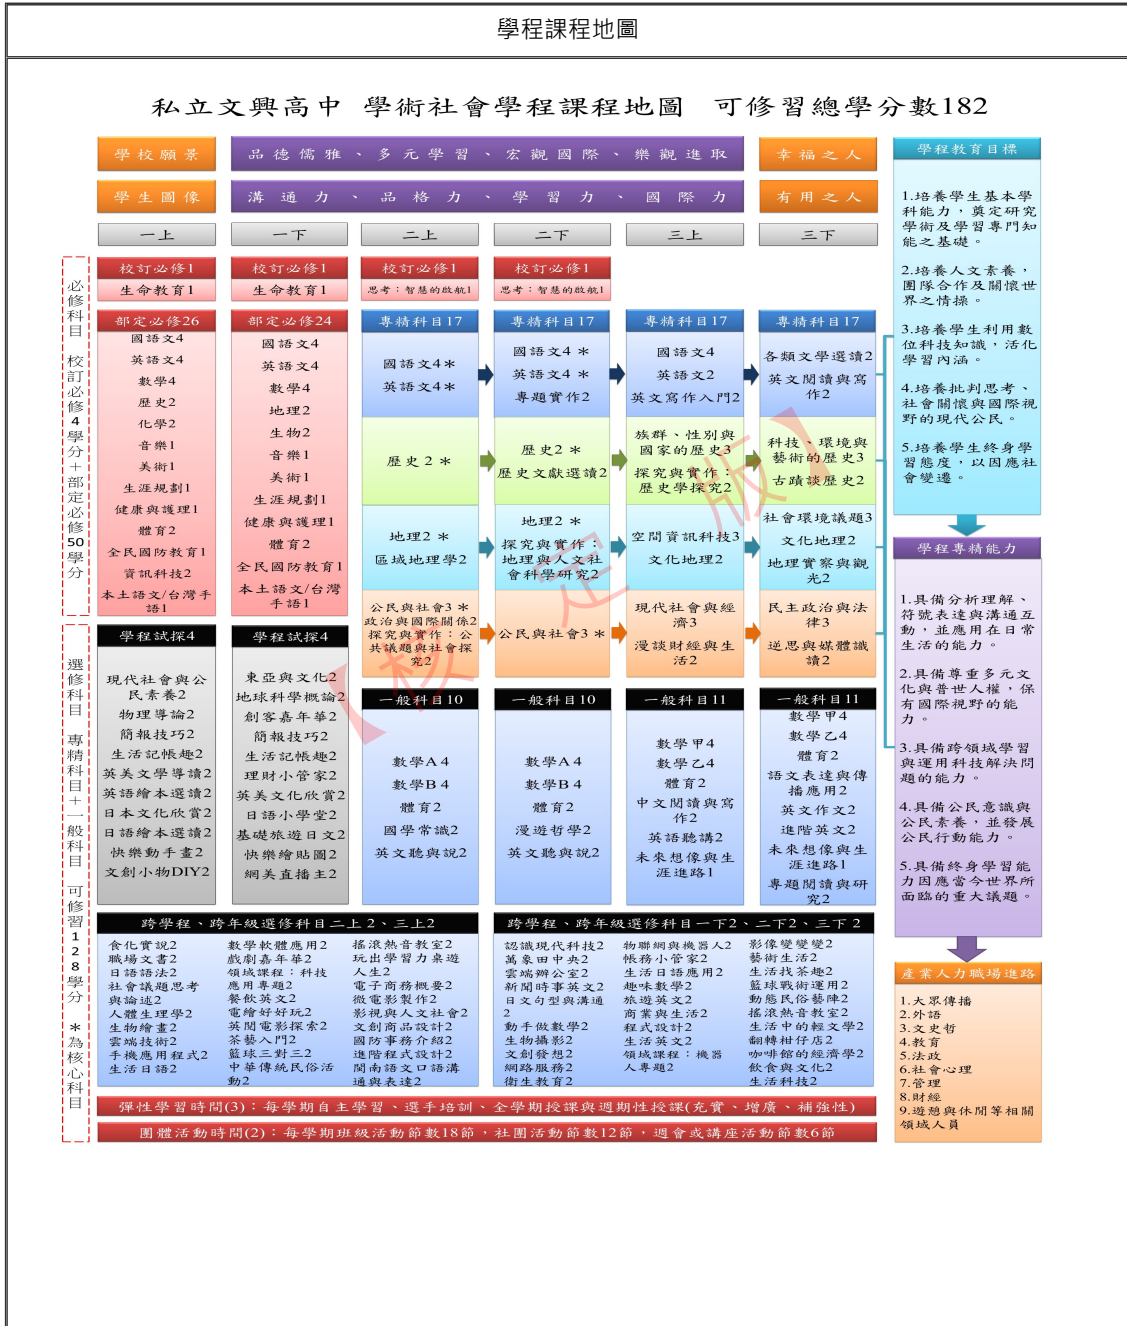 學程課程地圖
私立文興高中 學術社會學程課程地圖 可修習總學分數182
學校願景
品德儒雅、多元學習、宏觀國際、樂觀進取
幸福之人
學生圖像
溝通力、品格力、學習力、國際力
有用之人
一上
一下
二上
二下
三上
三下
必修科目 校訂必修4學分+部定必修50學分
校訂必修1
生命教育1
校訂必修1
生命教育1
校訂必修1
思考：智慧的啟航1
校訂必修1
思考：智慧的啟航1
部定必修26
國語文4
英語文4
數學4
歷史2
化學2
音樂1
美術1
生涯規劃1
健康與護理1
體育2
全民國防教育1
資訊科技2
本土語文/台灣手
語1
部定必修24
國語文4
英語文4
數學4
地理2
生物2
音樂1
美術1
生涯規劃1
健康與護理1
體育2
全民國防教育1
本土語文/台灣
手語1
專精科目17
國語文4＊
英語文4＊
歷史2＊
地理2＊
區域地理學2
公民與社會3＊
政治與國際關係2
探究與實作：公
共議題與社會探
究2
專精科目17
國語文4＊
英語文4＊
專題實作2
歷史2＊
歷史文獻選讀2
地理2＊
探究與實作：
地理與人文社
會科學研究2
公民與社會3＊
專精科目17
國語文4
英語文2
英文寫作入門2
族群、性別與
國家的歷史3
探究與實作：
歷史學探究2
空間資訊科技3
文化地理2
現代社會與經
濟3
漫談財經與生
活2
專精科目17
各類文學選讀2
英文閱讀與寫
作2
科技、環境與
藝術的歷史3
古蹟談歷史2
社會環境議題3
文化地理2
地理實察與觀
光2
民主政治與法
律3
逆思與媒體識
讀2
選修科目 專精科目+一般科目 可修習128學分 ＊為核心科目
學程試探4
現代社會與公
民素養2
物理導論2
簡報技巧2
生活記帳趣2
英美文學導讀2
英語繪本選讀2
日本文化欣賞2
日語繪本選讀2
快樂動手畫2
文創小物DIY2
學程試探4
東亞與文化2
地球科學概論2
創客嘉年華2
簡報技巧2
生活記帳趣2
理財小管家2
英美文化欣賞2
日語小學堂2
基礎旅遊日文2
快樂繪貼圖2
網美直播主2
一般科目10
數學A4
數學B4
體育2
國學常識2
英文聽與說2
一般科目10
數學A4
數學B4
體育2
漫遊哲學2
英文聽與說2
一般科目11
數學甲4
數學乙4
體育2
中文閱讀與寫
作2
英語聽講2
未來想像與生
涯進路1
一般科目11
數學甲4
數學乙4
體育2
語文表達與傳
播應用2
英文作文2
進階英文2
未來想像與生
涯進路1
專題閱讀與研
究2
跨學程、跨年級選修科目二上2、三上2
食化實說2
職場文書2
日語語法2
社會議題思考
與論述2
人體生理學2
生物繪畫2
雲端技術2
手機應用程式2
生活日語2
數學軟體應用2
戲劇嘉年華2
領域課程：科技
應用專題2
餐飲英文2
電繪好好玩2
英閱電影探索2
茶藝入門2
籃球三對三2
中華傳統民俗活
動2
搖滾熱音教室2
玩出學習力桌遊
人生2
電子商務概要2
微電影製作2
影視與人文社會2
文創商品設計2
國防事務介紹2
進階程式設計2
閩南語文口語溝
通與表達2
跨學程、跨年級選修科目一下2、二下2、三下2
認識現代科技2
萬象田中央2
雲端辦公室2
新聞時事英文2
日文句型與溝通
2
動手做數學2
生物攝影2
文創發想2
網路服務2
衛生教育2
物聯網與機器人2
帳務小管家2
生活日語應用2
趣味數學2
旅遊英文2
商業與生活2
程式設計2
生活英文2
領域課程：機器
人專題2
影像變變變2
藝術生活2
生活找茶趣2
籃球戰術運用2
動態民俗藝陣2
搖滾熱音教室2
生活中的輕文學2
翻轉柑仔店2
咖啡館的經濟學2
飲食與文化2
生活科技2
彈性學習時間(3)：每學期自主學習、選手培訓、全學期授課與週期性授課(充實、增廣、補強性)
團體活動時間(2)：每學期班級活動節數18節，社團活動節數12節，週會或講座活動節數6節
學程教育目標
1.培養學生基本學
科能力，奠定研究
學術及學習專門知
能之基礎。
2.培養人文素養，
團隊合作及關懷世
界之情操。
3.培養學生利用數
位科技知識，活化
學習內涵。
4.培養批判思考、
社會關懷與國際視
野的現代公民。
5.培養學生終身學
習態度，以因應社
會變遷。
學程專精能力
1.具備分析理解、
符號表達與溝通互
動，並應用在日常
生活的能力。
2.具備尊重多元文
化與普世人權，保
有國際視野的能
力。
3.具備跨領域學習
與運用科技解決問
題的能力。
4.具備公民意識與
公民素養，並發展
公民行動能力。
5.具備終身學習能
力因應當今世界所
面臨的重大議題。
產業人力職場進路
1.大眾傳播
2.外語
3.文史哲
4.教育
5.法政
6.社會心理
7.管理
8.財經
9.遊憩與休閒等相關
領域人員
【核定版】